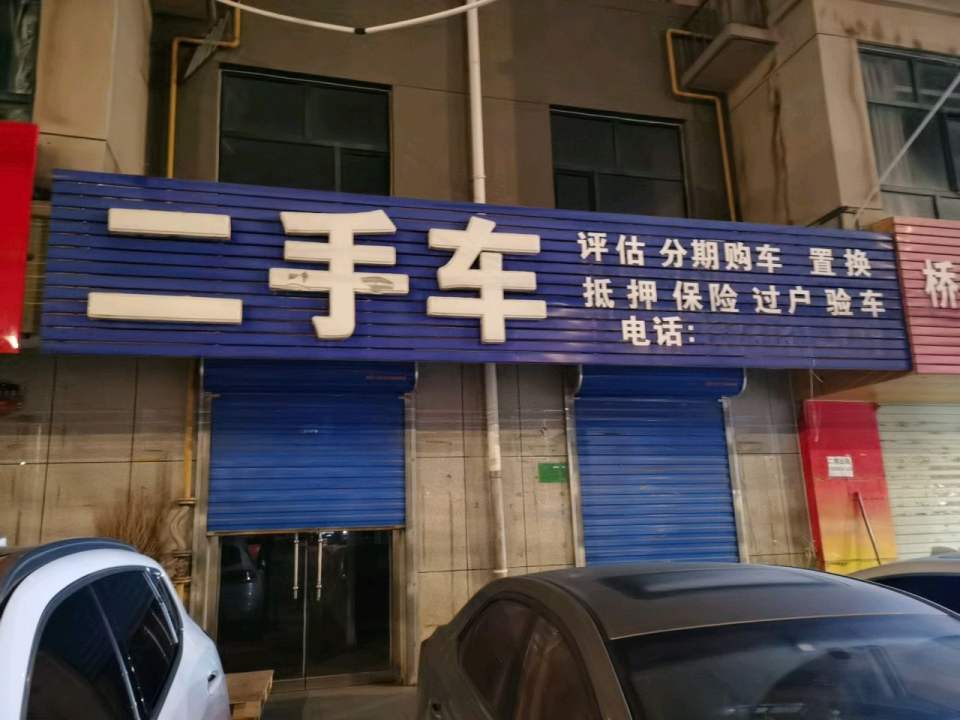 二手车
评估 分期购车 置换
抵押 保险 过户 验车
电话:
桥